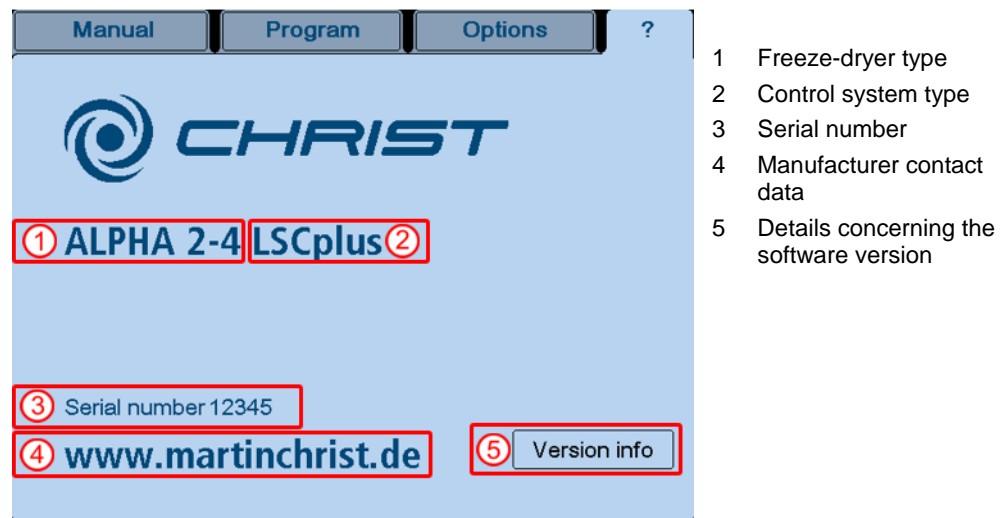 Manual Program Options ?
CHRIST
1 ALPHA 2-4 LSCplus 2
3 Serial number 12345
4 www.martinchrist.de
5 Version info
1 Freeze-dryer type
2 Control system type
3 Serial number
4 Manufacturer contact
data
5 Details concerning the
software version